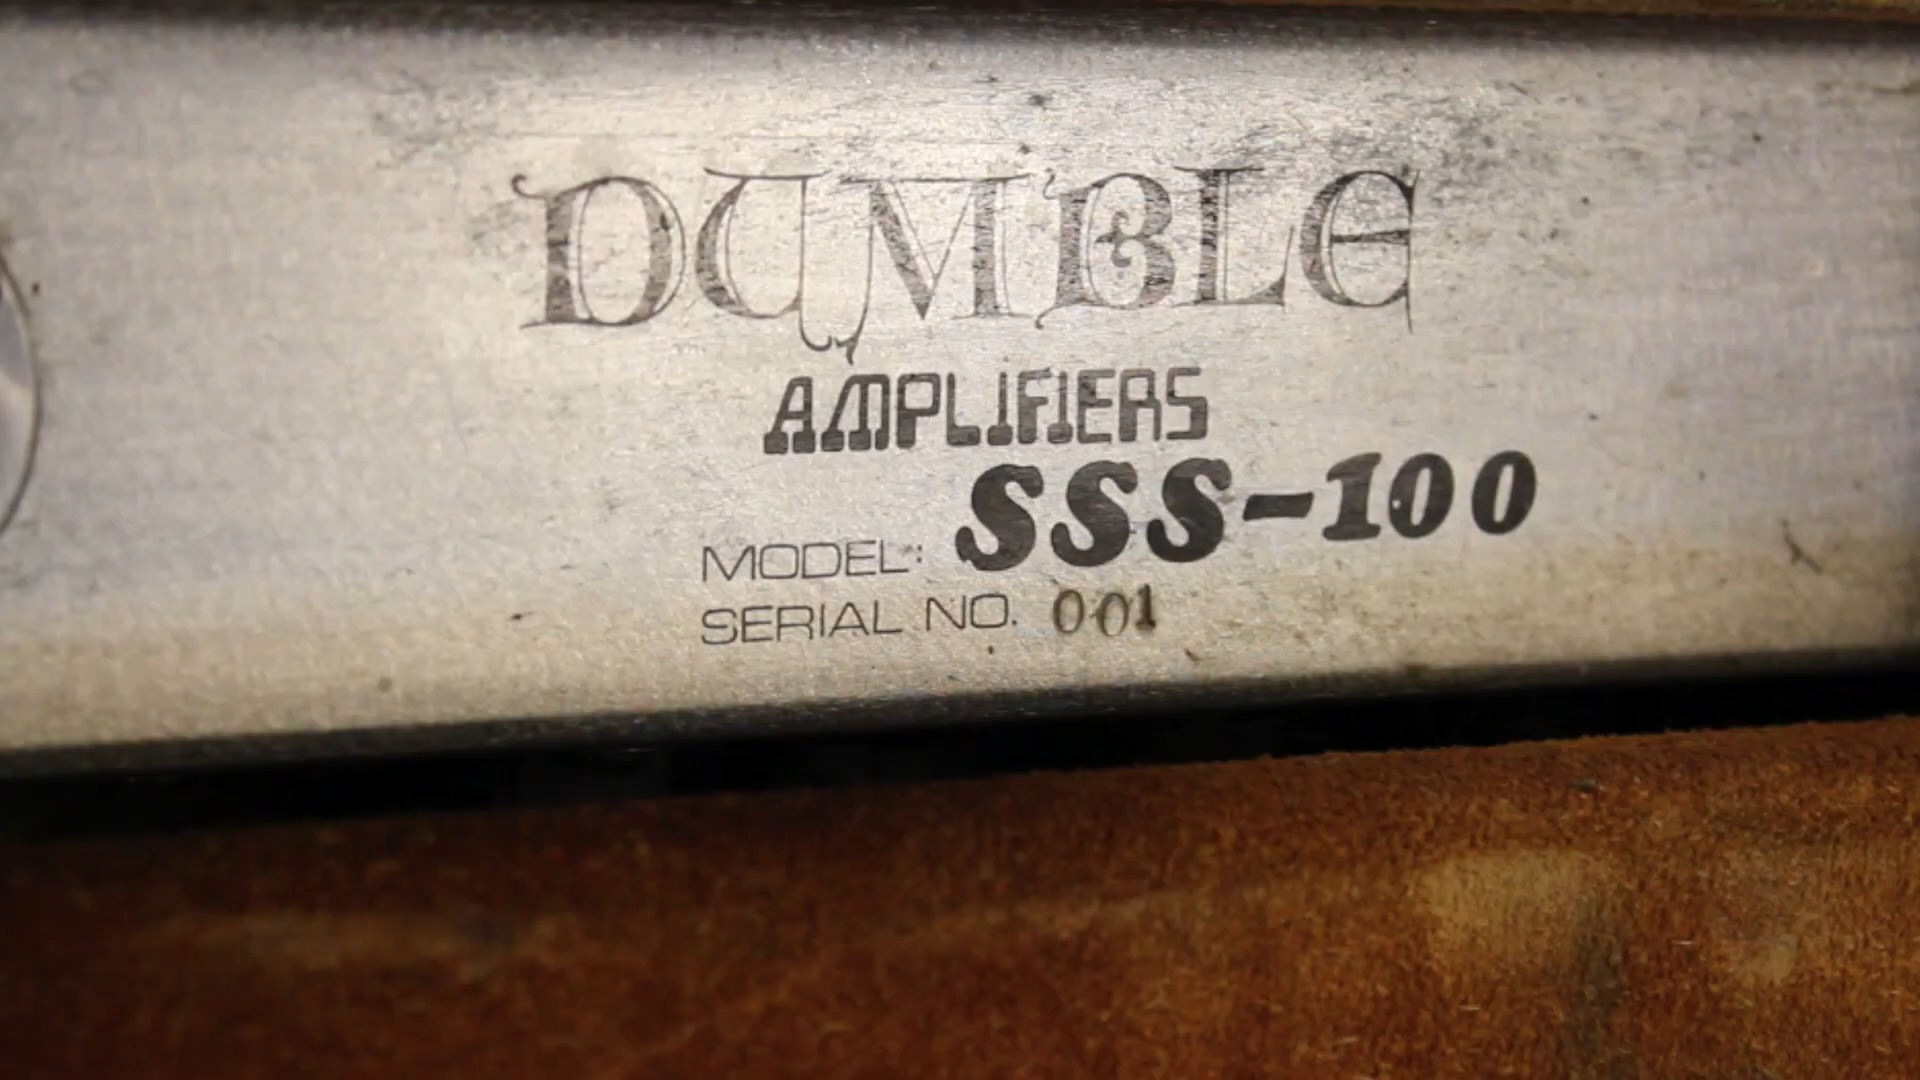 DUMBLE
AMPLIFIERS
MODEL: SSS-100
SERIAL NO. 001